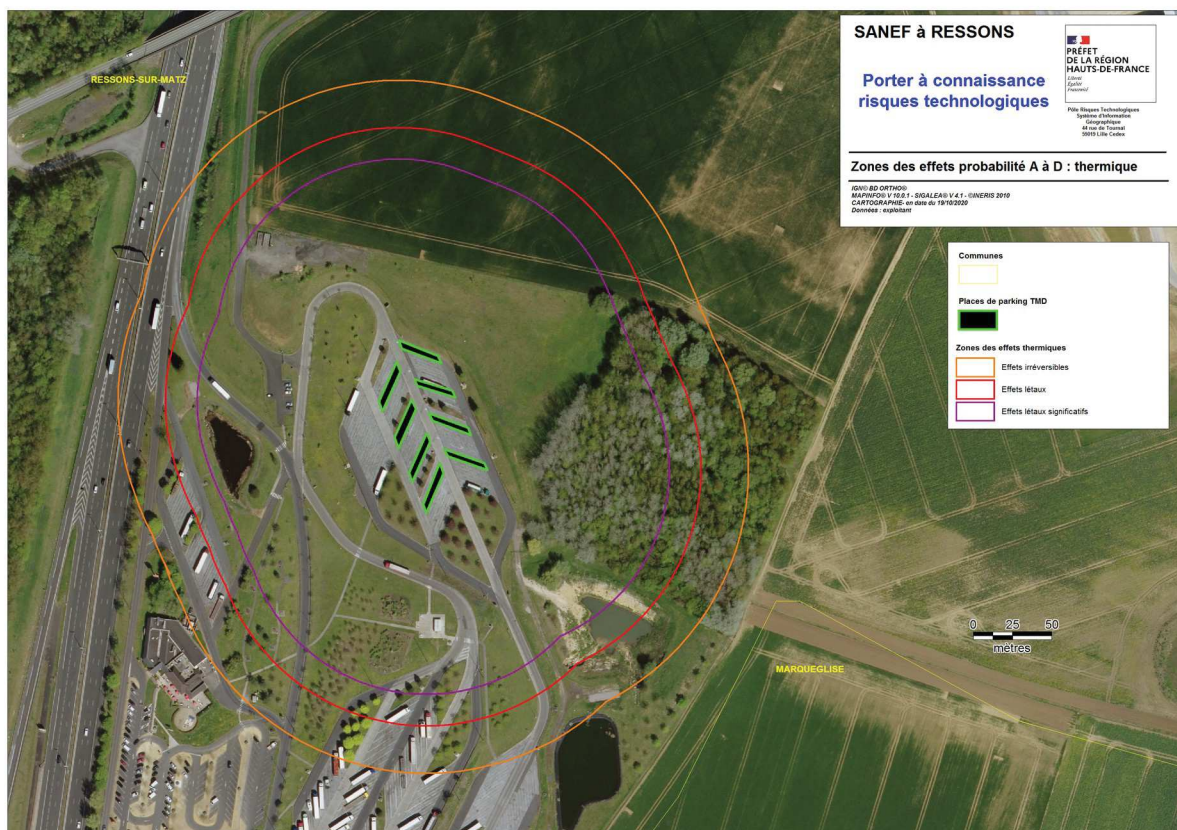 RESSONS-SUR-MATZ
SANEF à RESSONS
Porter à connaissance
risques technologiques
PRÉFET
DE LA RÉGION
HAUTS-DE-FRANCE
Liberté
Égalité
Fraternité
Pôle Risques Technologiques
Système d'Information
Géographique
44 rue de Tournai
59019 Lille Cedex
Zones des effets probabilité A à D : thermique
IGN© BD ORTHO®
MAPINFO® V 10.0.1 - SIGALEA® V 4.1 - ©INERIS 2010
CARTOGRAPHIE- en date du 19/10/2020
Données : exploitant
Communes
Places de parking TMD
Zones des effets thermiques
Effets irréversibles
Effets létaux
Effets létaux significatifs
0 25 50
mètres
MARQUEGLISE